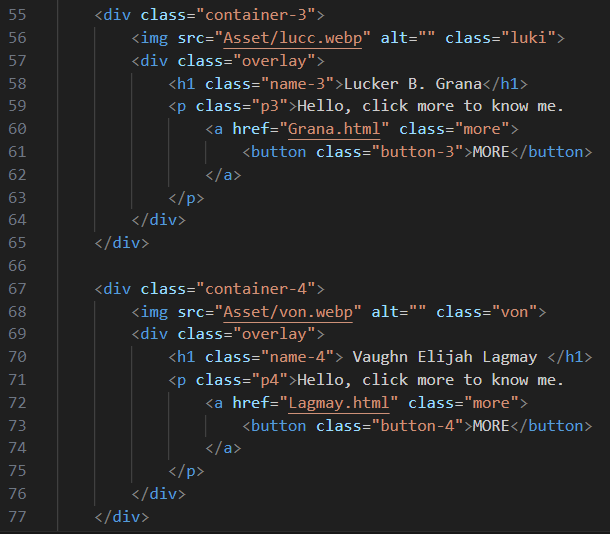 55 <div class="container-3">
56 <img src="Asset/lucc.webp" alt="" class="luki">
57 <div class="overlay">
58 <h1 class="name-3">Lucker B. Grana</h1>
59 <p class="p3">Hello, click more to know me.
60 <a href="Grana.html" class="more">
61 <button class="button-3">MORE</button>
62 </a>
63 </p>
64 </div>
65 </div>
66
67 <div class="container-4">
68 <img src="Asset/von.webp" alt="" class="von">
69 <div class="overlay">
70 <h1 class="name-4"> Vaughn Elijah Lagmay </h1>
71 <p class="p4">Hello, click more to know me.
72 <a href="Lagmay.html" class="more">
73 <button class="button-4">MORE</button>
74 </a>
75 </p>
76 </div>
77 </div>